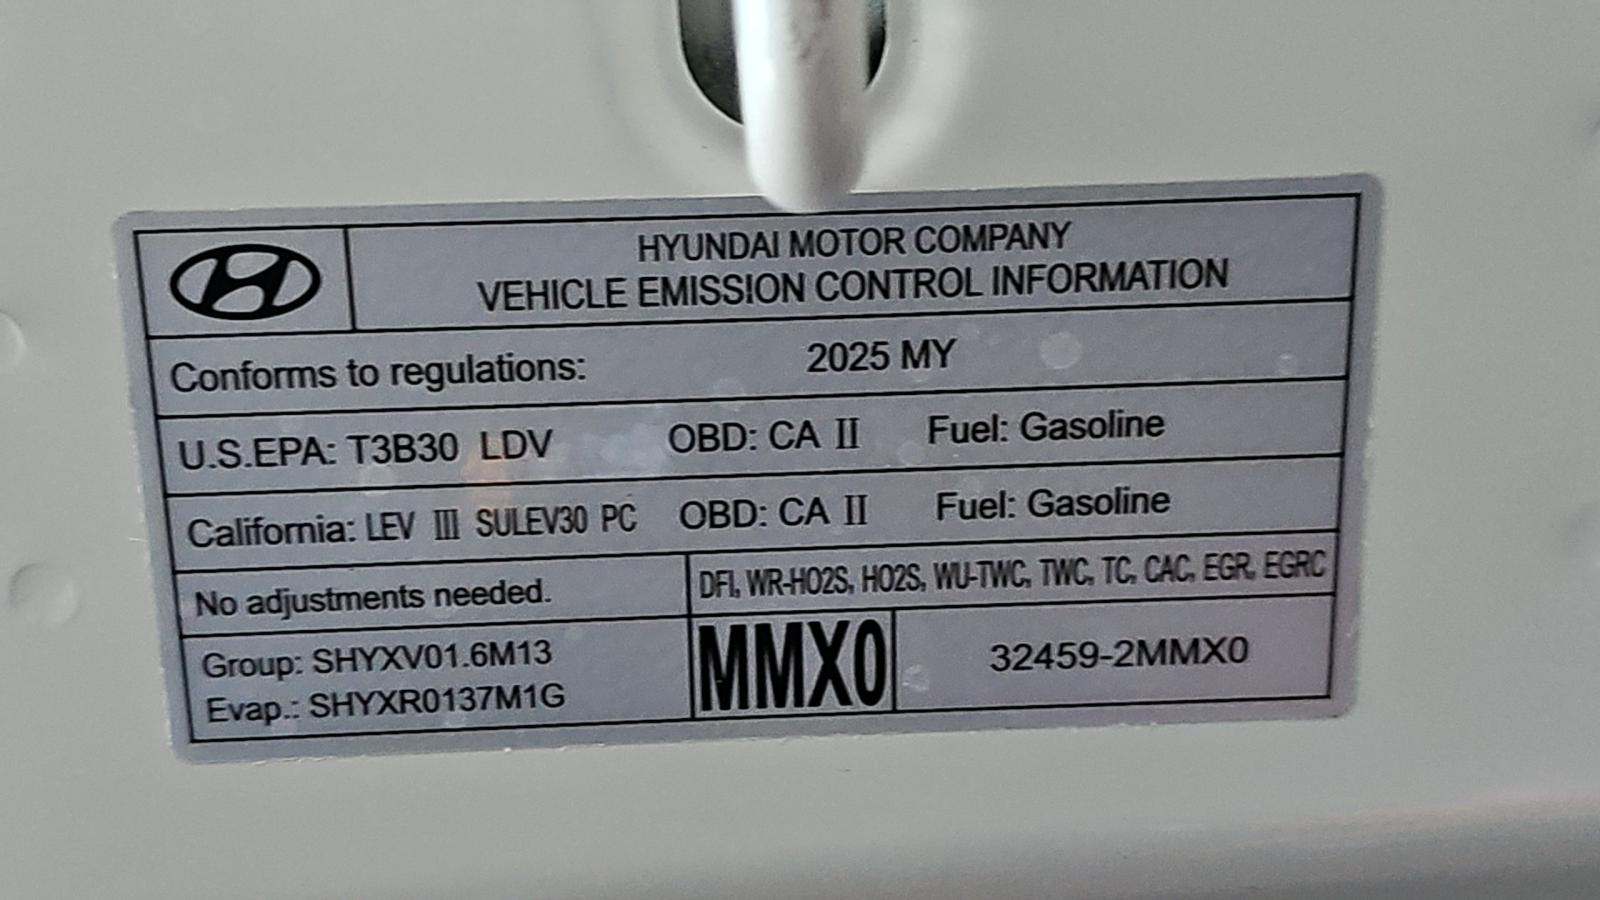 HYUNDAI MOTOR COMPANY
VEHICLE EMISSION CONTROL INFORMATION
Conforms to regulations: 2025 MY
U.S.EPA: T3B30 LDV OBD: CA II Fuel: Gasoline
California: LEV III SULEV30 PC OBD: CA II Fuel: Gasoline
No adjustments needed. DFI, WR-HO2S, HO2S, WU-TWC, TWC, TC, CAC, EGR, EGRC
Group: SHYXV01.6M13
Evap.: SHYXR0137M1G
MMX0 32459-2MMX0